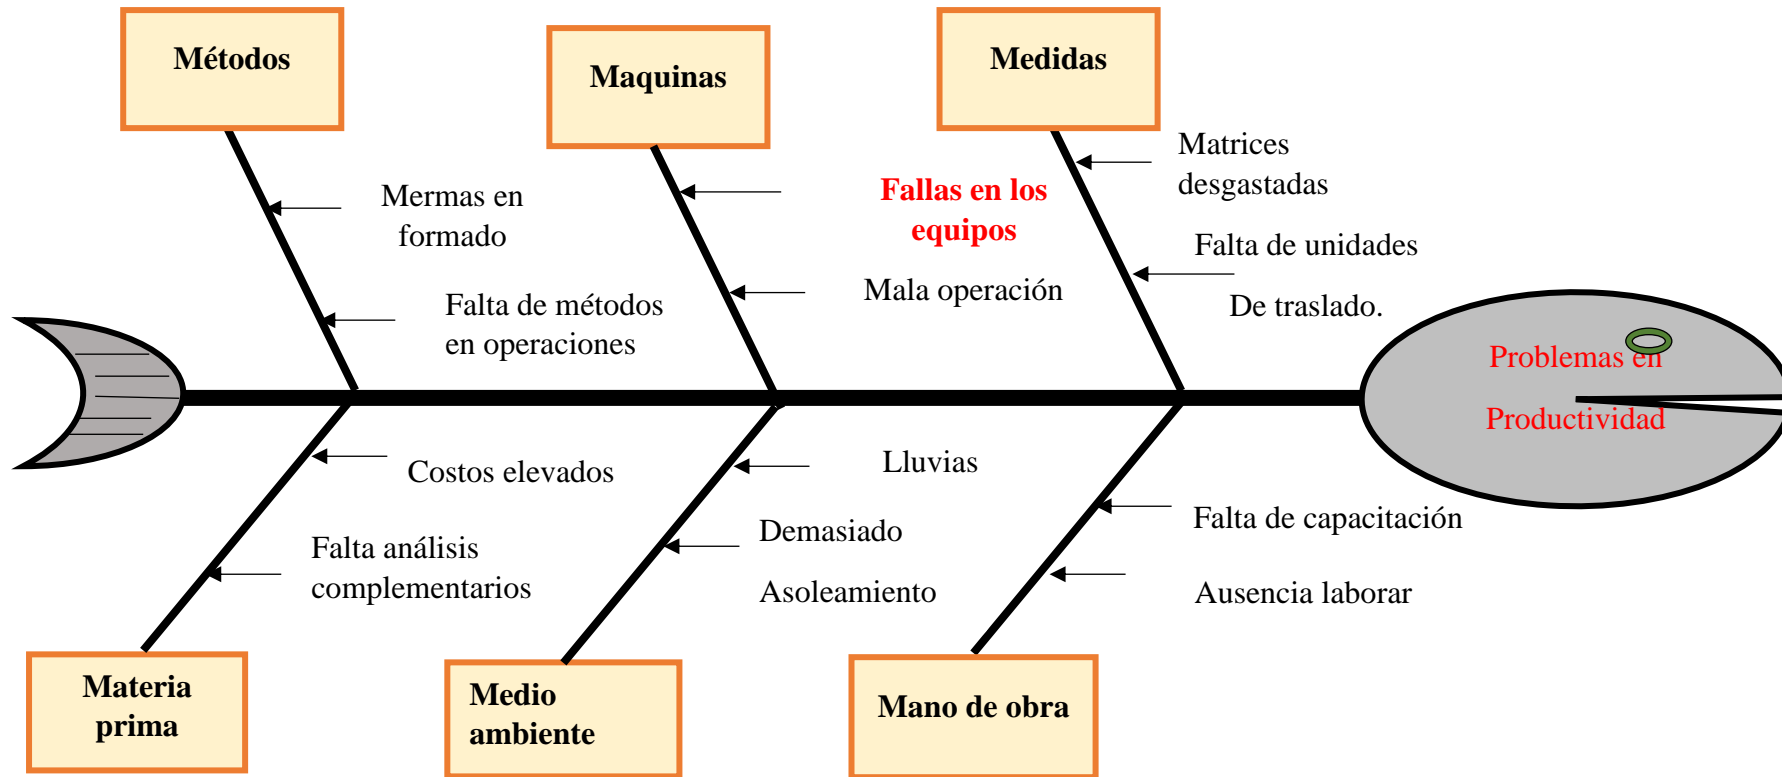 Métodos
Maquinas
Medidas
Mermas en
formado
Falta de métodos
en operaciones
Fallas en los
equipos
Mala operación
Matrices
desgastadas
Falta de unidades
De traslado.
Problemas en
Productividad
Costos elevados
Falta análisis
complementarios
Lluvias
Demasiado
Asoleamiento
Falta de capacitación
Ausencia laborar
Materia
prima
Medio
ambiente
Mano de obra